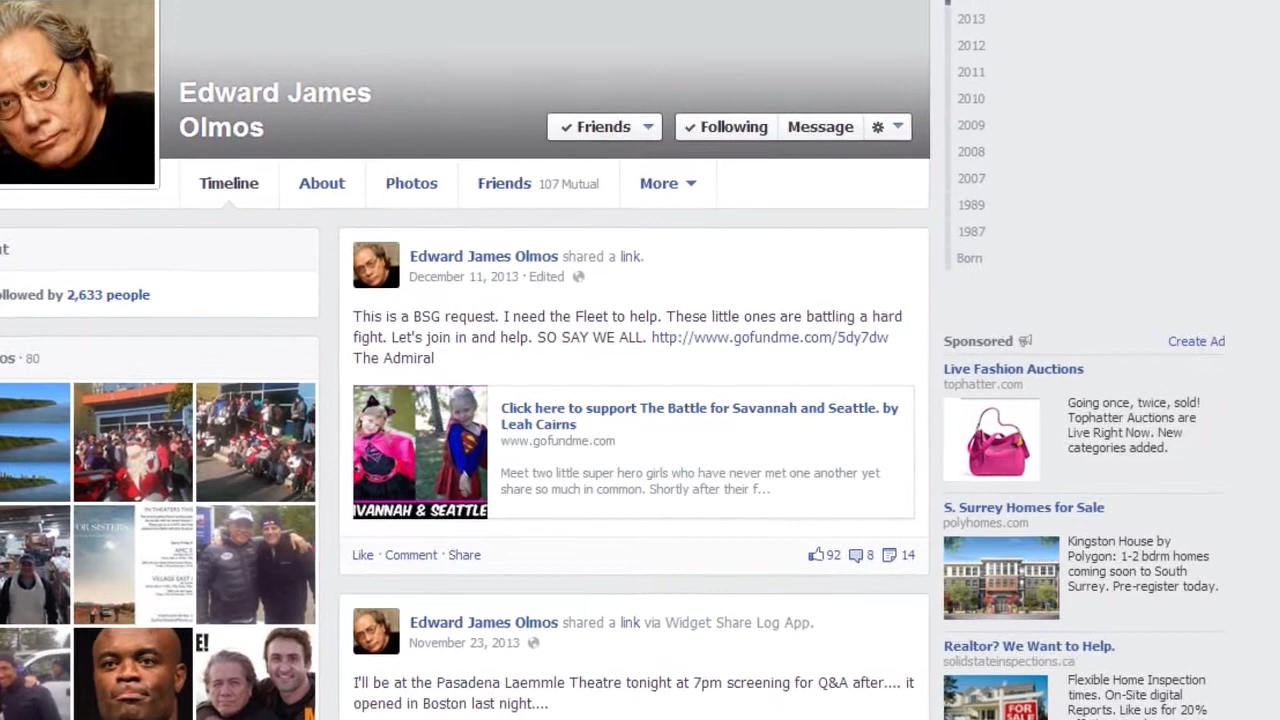 Edward James
Olmos
Friends
Following
Message
Timeline
About
Photos
Friends 107 Mutual
More
2,633 people
· 80
Edward James Olmos shared a link.
December 11, 2013 · Edited
This is a BSG request. I need the Fleet to help. These little ones are battling a hard
fight. Let's join in and help. SO SAY WE ALL. http://www.gofundme.com/5dy7dw
The Admiral
Click here to support The Battle for Savannah and Seattle. by
Leah Cairns
www.gofundme.com
Meet two little super hero girls who have never met one another yet
share so much in common. Shortly after their f...
& SEATTLE
Like · Comment · Share
92
8
14
Edward James Olmos shared a link via Widget Share Log App.
November 23, 2013
I'll be at the Pasadena Laemmle Theatre tonight at 7pm screening for Q&A after.... it
opened in Boston last night....
2013
2012
2011
2010
2009
2008
2007
1989
1987
Born
Sponsored
Create Ad
Live Fashion Auctions
tophatter.com
Going once, twice, sold!
Tophatter Auctions are
Live Right Now. New
categories added.
S. Surrey Homes for Sale
polyhomes.com
Kingston House by
Polygon: 1-2 bdrm homes
coming soon to South
Surrey. Pre-register today.
Realtor? We Want to Help.
solidstateinspections.ca
Flexible Home Inspection
times. On-Site digital
Reports. Like us for 20%
FOR
SALE